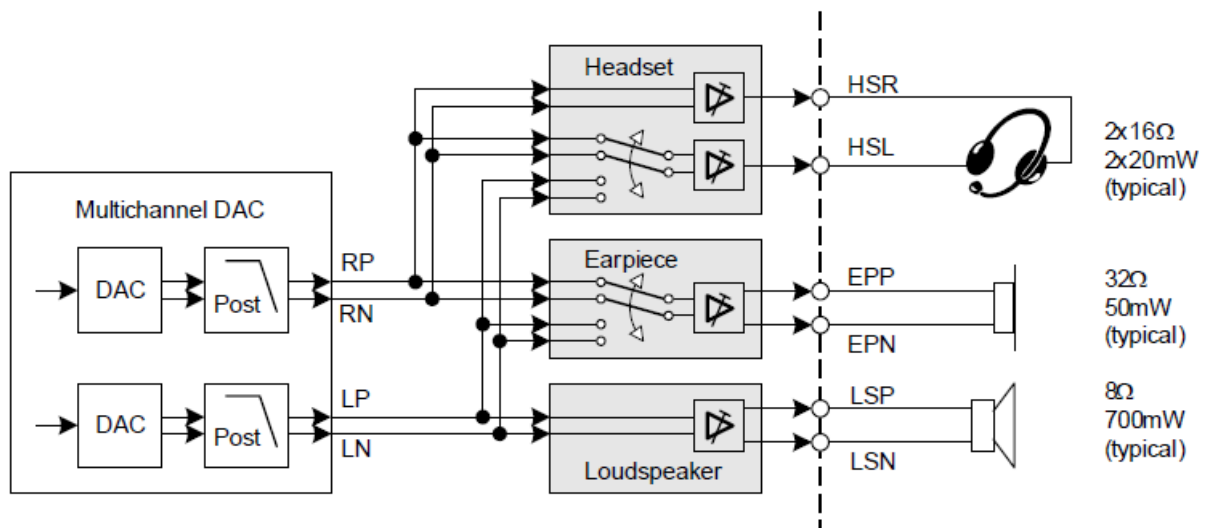 Headset
HSR
HSL
2x16Ω
2x20mW
(typical)
Multichannel DAC
DAC
Post
RP
RN
Earpiece
EPP
EPN
32Ω
50mW
(typical)
DAC
Post
LP
LN
Loudspeaker
LSP
LSN
8Ω
700mW
(typical)